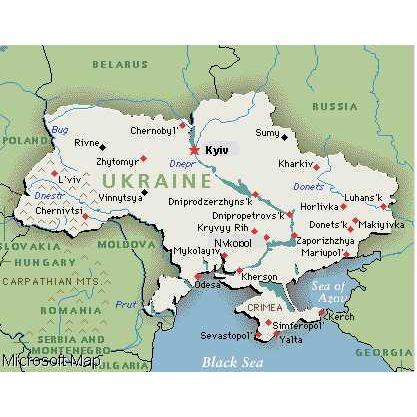 BELARUS
RUSSIA
POLAND
Bug
Chernobyl'
Sumy
Rivne
Kyiv
Zhytomyr
Dnepr
Kharkiv
L'viv
UKRAINE
Donets
Dnestr
Vinnytsya
Dniprodzerzhyns'k
Luhans'k
Horlivka
Chernivtsi
Dnipropetrovs'k
Donets'k
Makiyivka
Kryvyy Rih
SLOVAKIA
MOLDOVA
Nykopol
Zaporizhzhya
Mykolayiv
Mariupol'
HUNGARY
CARPATHIAN MTS.
Odesa
Kherson
Sea of
Azov
Prut
CRIMEA
ROMANIA
Kerch
Simferopol'
SERBIA AND
MONTENEGRO
Sevastopol'
Yalta
GEORGIA
Microsoft Map
Black Sea
BULGARIA